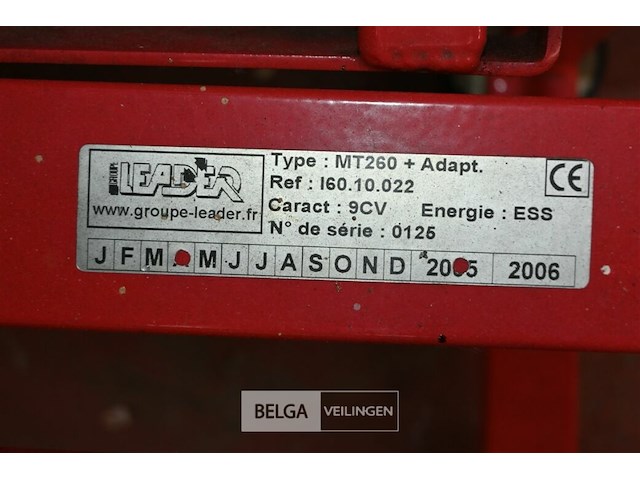 GROUPE LEADER
www.groupe-leader.fr
Type : MT260 + Adapt.
Ref : I60.10.022
Caract : 9CV Energie : ESS
N° de série : 0125
CE
J F M M J J A S O N D 2005 2006
BELGA VEILINGEN